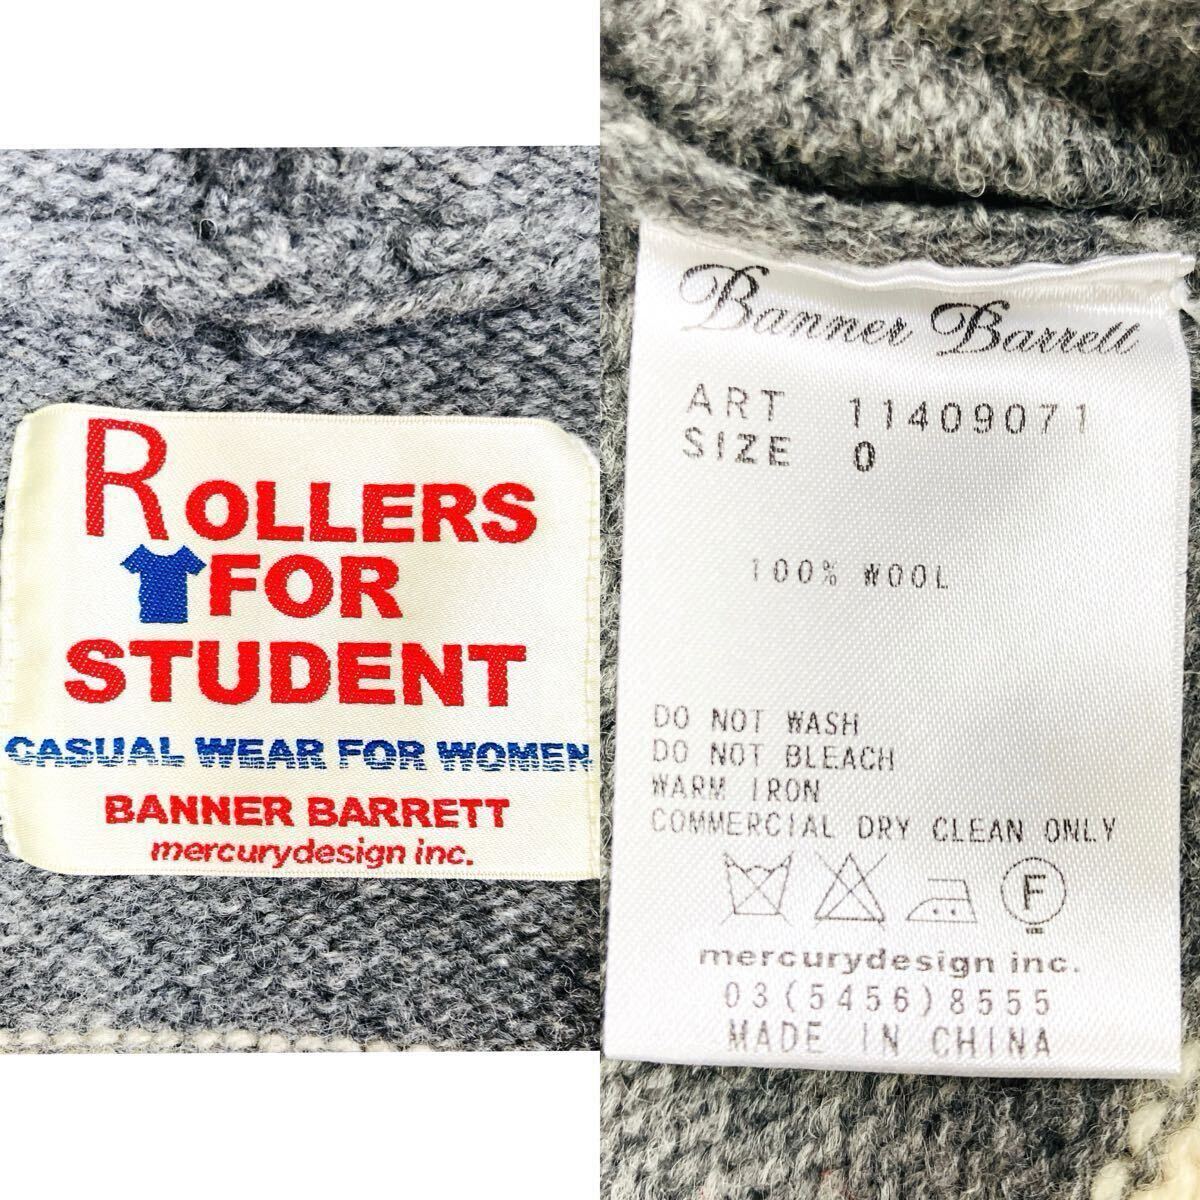 ROLLERS
FOR
STUDENT
CASUAL WEAR FOR WOMEN
BANNER BARRETT
mercurydesign inc.
Banner Barrett
ART 11409071
SIZE 0
100% WOOL
DO NOT WASH
DO NOT BLEACH
WARM IRON
COMMERCIAL DRY CLEAN ONLY
F
mercurydesign inc.
03(5456)8555
MADE IN CHINA